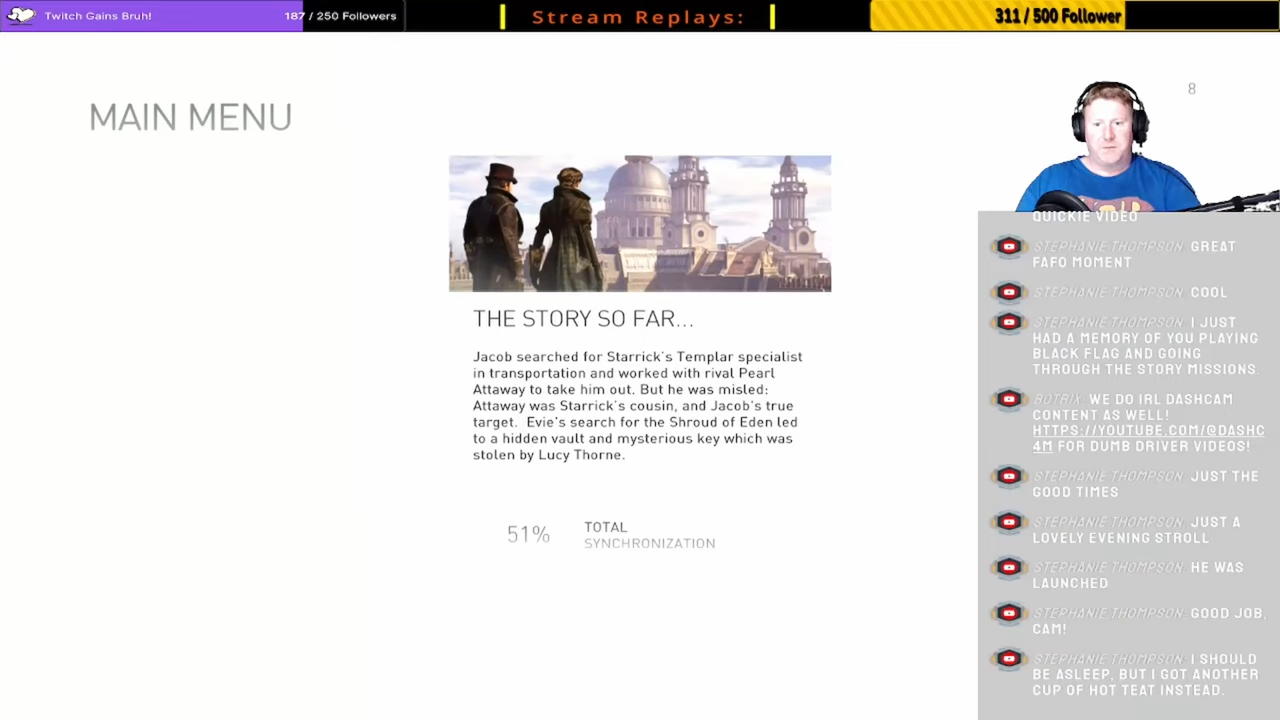 Twitch Gains Bruh!
187 / 250 Followers
Stream Replays:
311 / 500 Follower
MAIN MENU
8
THE STORY SO FAR...
Jacob searched for Starrick's Templar specialist
in transportation and worked with rival Pearl
Attaway to take him out. But he was misled:
Attaway was Starrick's cousin, and Jacob's true
target. Evie's search for the Shroud of Eden led
to a hidden vault and mysterious key which was
stolen by Lucy Thorne.
51%
TOTAL
SYNCHRONIZATION
QUICKIE VIDEO
STEPHANIE THOMPSON: GREAT
FAFO MOMENT
STEPHANIE THOMPSON: COOL
STEPHANIE THOMPSON: I JUST
HAD A MEMORY OF YOU PLAYING
BLACK FLAG AND GOING
THROUGH THE STORY MISSIONS.
BOTRIX: WE DO IRL DASHCAM
CONTENT AS WELL!
HTTPS://YOUTUBE.COM/@DASHC
4M FOR DUMB DRIVER VIDEOS!
STEPHANIE THOMPSON: JUST THE
GOOD TIMES
STEPHANIE THOMPSON: JUST A
LOVELY EVENING STROLL
STEPHANIE THOMPSON: HE WAS
LAUNCHED
STEPHANIE THOMPSON: GOOD JOB,
CAM!
STEPHANIE THOMPSON: I SHOULD
BE ASLEEP, BUT I GOT ANOTHER
CUP OF HOT TEAT INSTEAD.